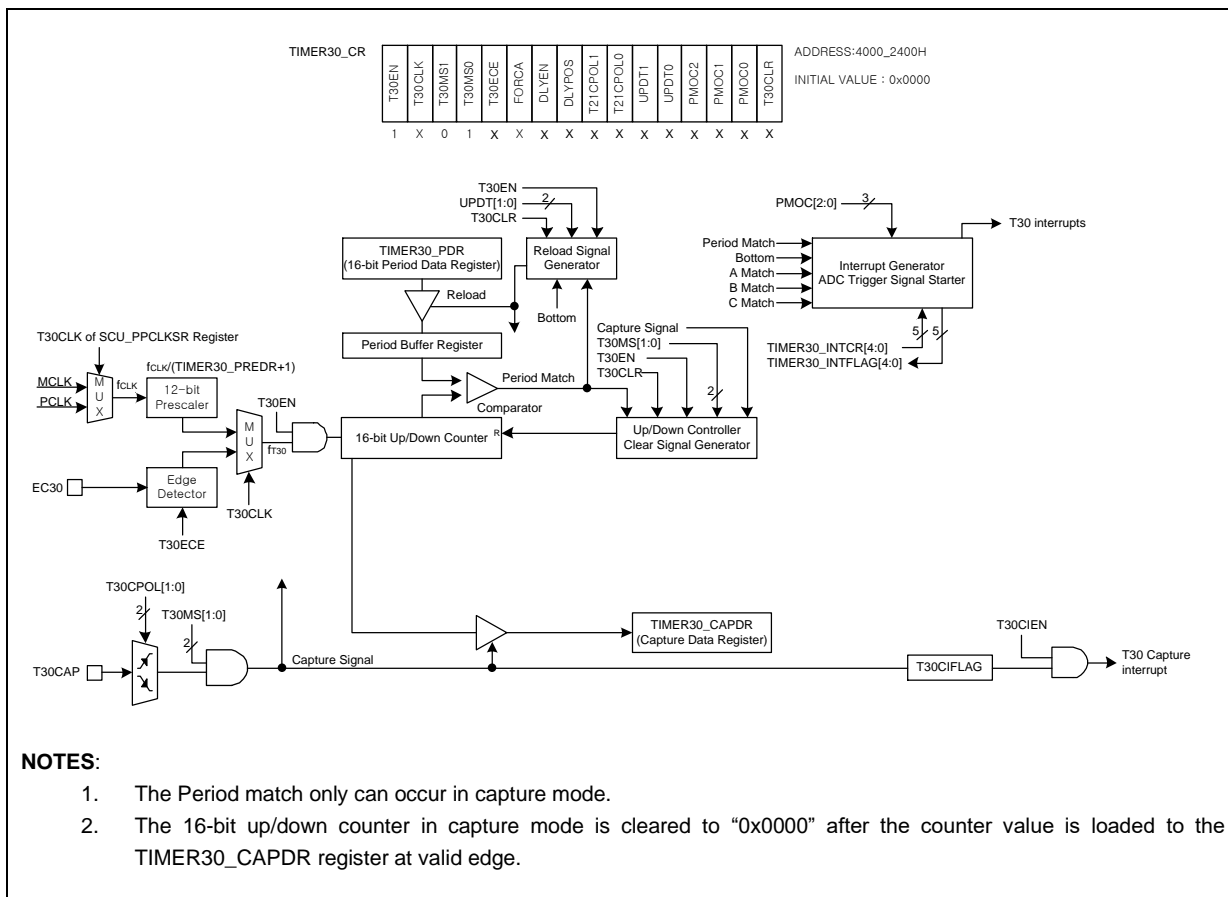 TIMER30_CR
T30EN
T30CLK
T30MS1
T30MS0
T30ECE
FORCA
DLYEN
DLYPOS
T21CPOL1
T21CPOL0
UPDT1
UPDT0
PMOC2
PMOC1
PMOC0
T30CLR
ADDRESS:4000_2400H
INITIAL VALUE : 0x0000
1 X 0 1 X X X X X X X X X X X X
T30EN
UPDT[1:0]
2
T30CLR
PMOC[2:0]
3
T30 interrupts
TIMER30_PDR
(16-bit Period Data Register)
Reload Signal
Generator
Period Match
Bottom
A Match
B Match
C Match
Interrupt Generator
ADC Trigger Signal Starter
Reload
Bottom
T30CLK of SCU_PPCLKSR Register
Period Buffer Register
Capture Signal
T30MS[1:0]
T30EN
T30CLR
2
5
5
TIMER30_INTCR[4:0]
TIMER30_INTFLAG[4:0]
MCLK
PCLK
MUX
fCLK
fCLK/(TIMER30_PREDR+1)
12-bit
Prescaler
Period Match
Comparator
T30EN
MUX
fT30
16-bit Up/Down Counter
R
Up/Down Controller
Clear Signal Generator
EC30
Edge
Detector
T30CLK
T30ECE
T30CPOL[1:0]
2
T30MS[1:0]
2
TIMER30_CAPDR
(Capture Data Register)
T30CIEN
T30CAP
Capture Signal
T30CIFLAG
T30 Capture
interrupt
NOTES:
1. The Period match only can occur in capture mode.
2. The 16-bit up/down counter in capture mode is cleared to “0x0000” after the counter value is loaded to the
TIMER30_CAPDR register at valid edge.